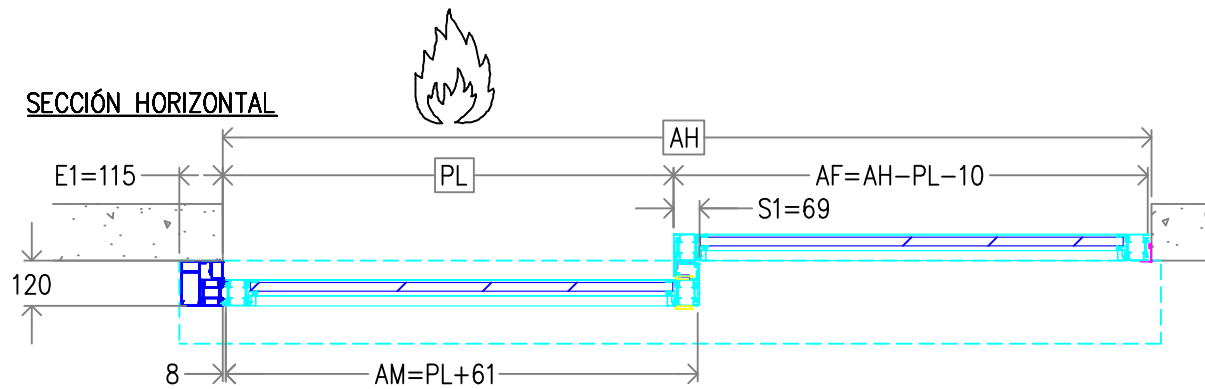 SECCIÓN HORIZONTAL
AH
E1=115
PL
AF=AH-PL-10
S1=69
120
8
AM=PL+61